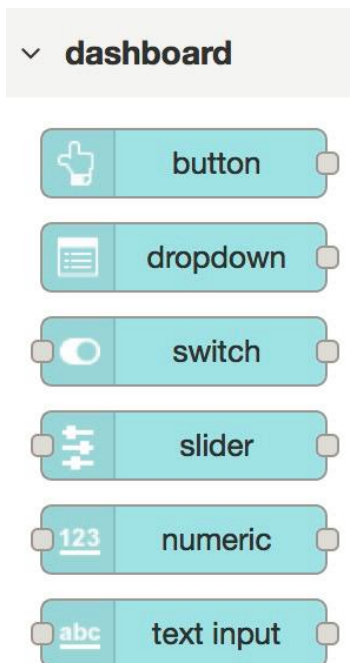 dashboard
button
dropdown
switch
slider
123 numeric
abc text input